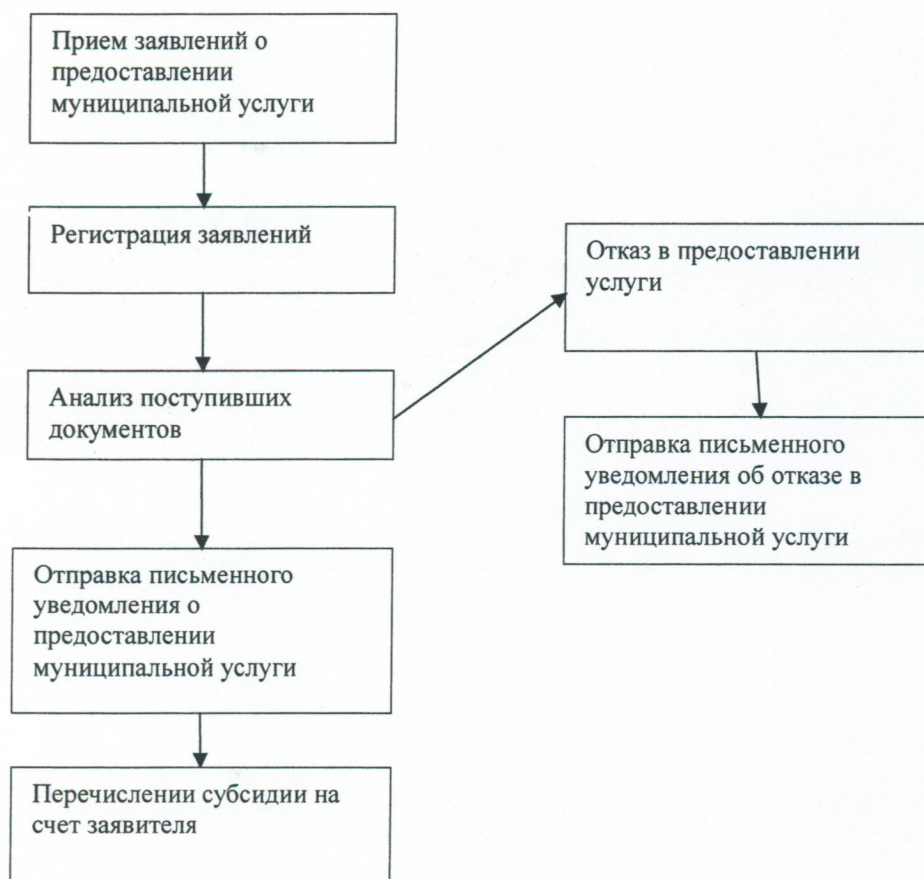 Прием заявлений о
предоставлении
муниципальной услуги
Регистрация заявлений
Анализ поступивших
документов
Отправка письменного
уведомления о
предоставлении
муниципальной услуги
Перечислении субсидии на
счет заявителя
Отказ в предоставлении
услуги
Отправка письменного
уведомления об отказе в
предоставлении
муниципальной услуги